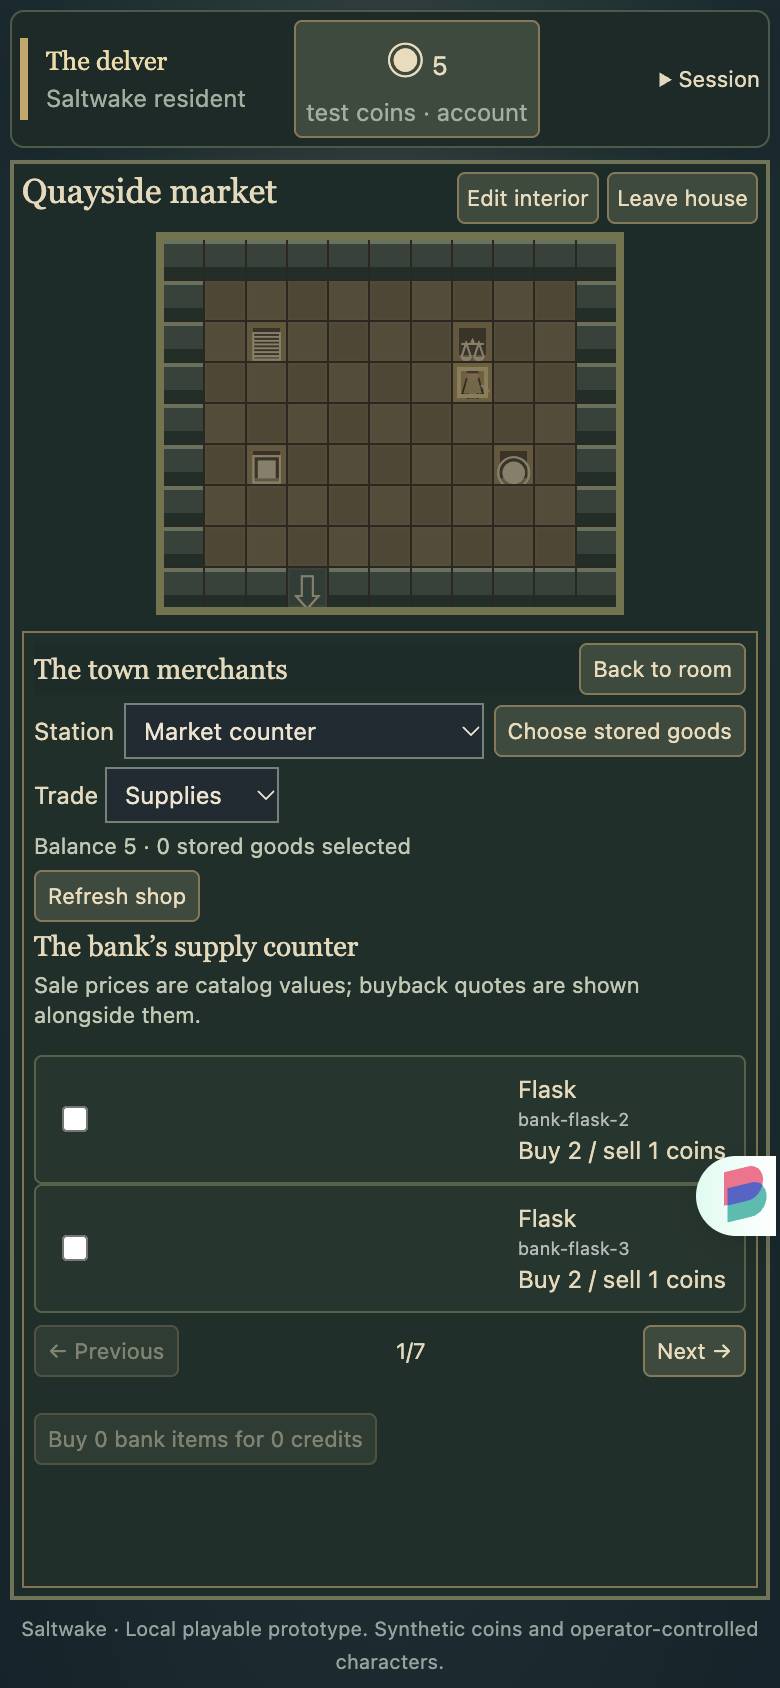 The delver
Saltwake resident
5
test coins · account
▶ Session
Quayside market
Edit interior
Leave house
The town merchants
Back to room
Station
Market counter
Choose stored goods
Trade
Supplies
Balance 5 · 0 stored goods selected
Refresh shop
The bank’s supply counter
Sale prices are catalog values; buyback quotes are shown
alongside them.
Flask
bank-flask-2
Buy 2 / sell 1 coins
Flask
bank-flask-3
Buy 2 / sell 1 coins
← Previous
1/7
Next →
Buy 0 bank items for 0 credits
Saltwake · Local playable prototype. Synthetic coins and operator-controlled
characters.